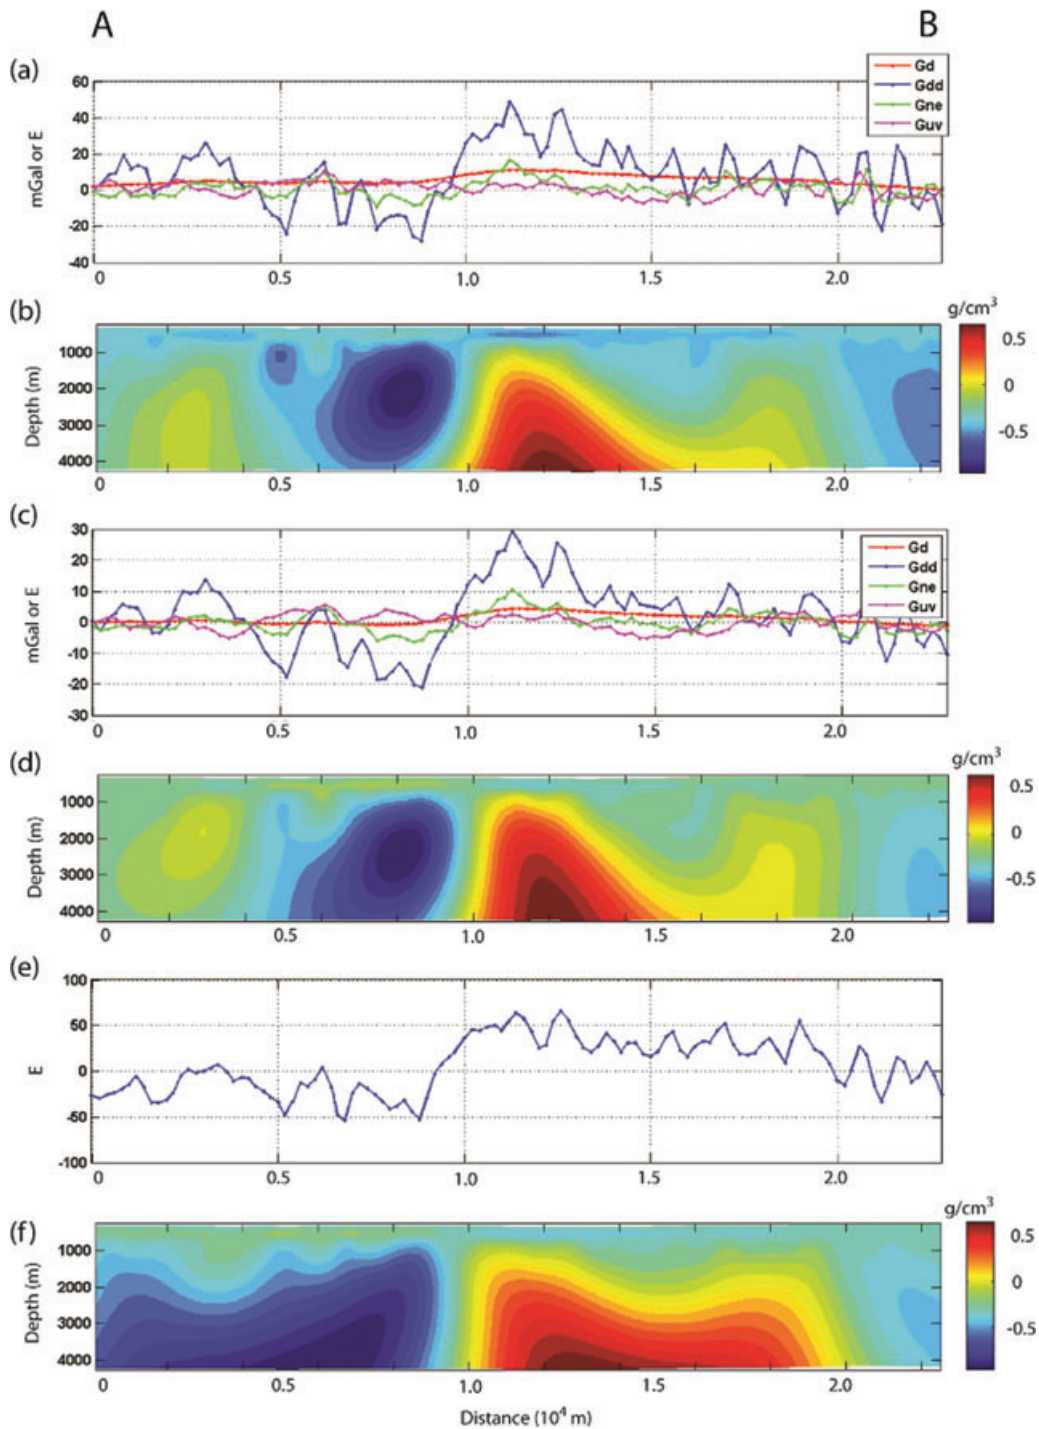 A B
(a)
mGal or E
60
40
20
0
-20
-40
Gd
Gdd
Gne
Guv
0 0.5 1.0 1.5 2.0
(b)
Depth (m)
1000
2000
3000
4000
g/cm³
0.5
0
-0.5
0 0.5 1.0 1.5 2.0
(c)
mGal or E
30
20
10
0
-10
-20
-30
Gd
Gdd
Gne
Guv
0 0.5 1.0 1.5 2.0
(d)
Depth (m)
1000
2000
3000
4000
g/cm³
0.5
0
-0.5
0 0.5 1.0 1.5 2.0
(e)
E
100
50
0
-50
-100
0 0.5 1.0 1.5 2.0
(f)
Depth (m)
1000
2000
3000
4000
g/cm³
0.5
0
-0.5
0 0.5 1.0 1.5 2.0
Distance (10⁴ m)